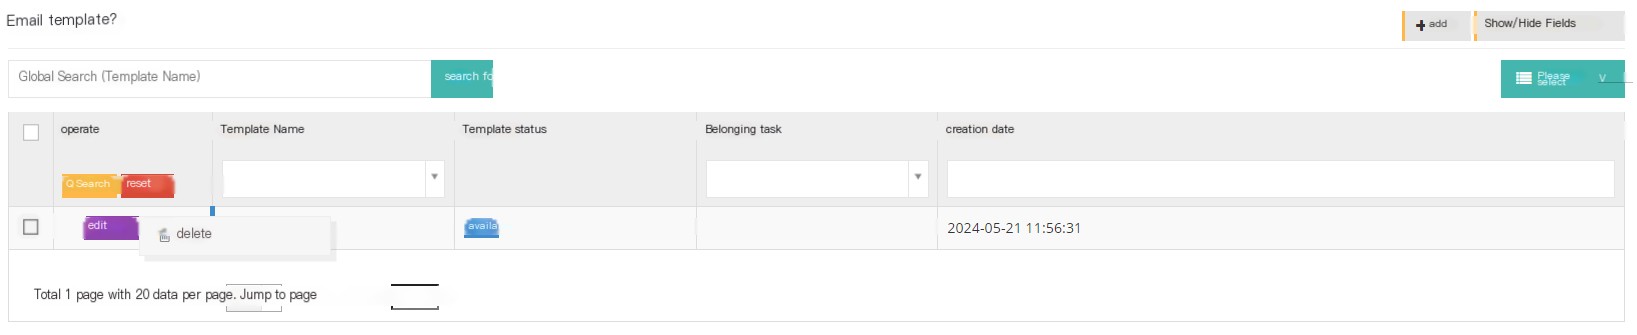 Email template?
add
Show/Hide Fields
Global Search (Template Name)
search fo
Please
select
operate
Template Name
Template status
Belonging task
creation date
Search
reset
edit
delete
availa
2024-05-21 11:56:31
Total 1 page with 20 data per page. Jump to page